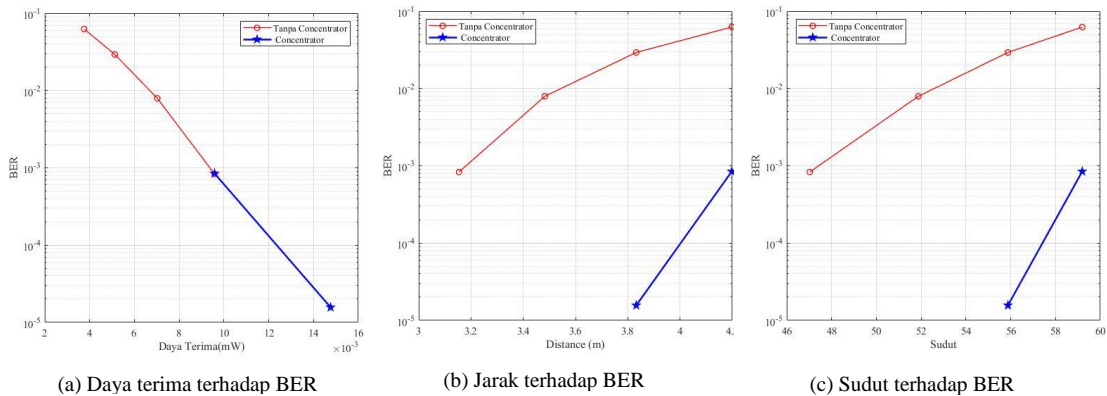 10^-1
10^-2
10^-3
10^-4
10^-5
BER
Tanpa Concentrator
Concentrator
2 4 6 8 10 12 14 16
Daya Terima(mW)
×10^-3
(a) Daya terima terhadap BER
10^-1
10^-2
10^-3
10^-4
10^-5
BER
Tanpa Concentrator
Concentrator
3 3.2 3.4 3.6 3.8 4 4.2
Distance (m)
(b) Jarak terhadap BER
10^-1
10^-2
10^-3
10^-4
10^-5
BER
Tanpa Concentrator
Concentrator
46 48 50 52 54 56 58 60
Sudut
(c) Sudut terhadap BER